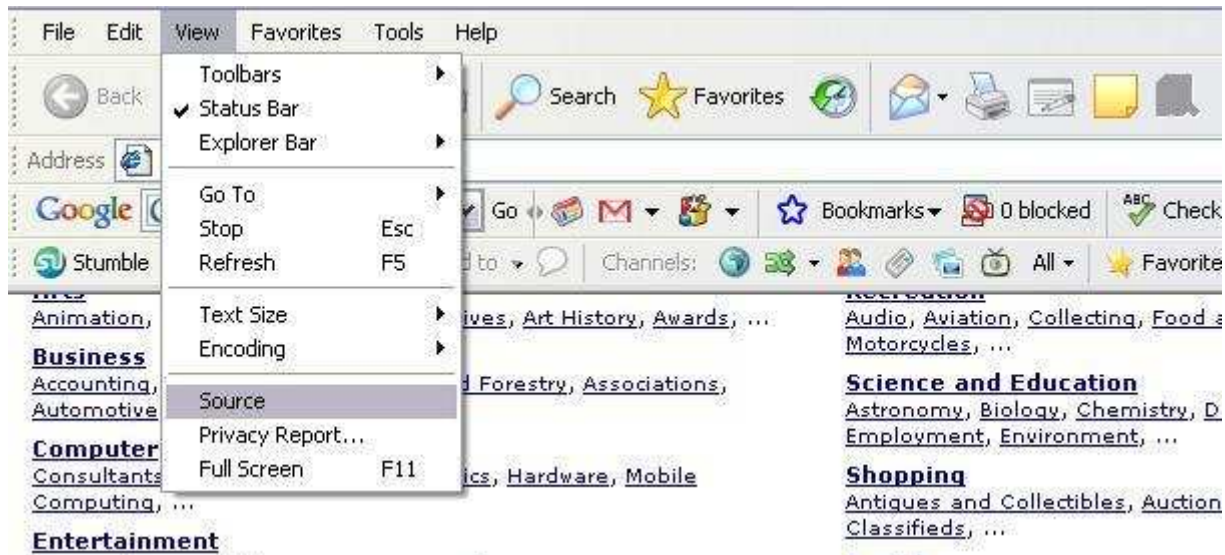 File Edit View Favorites Tools Help
Back Search Favorites
Toolbars
Status Bar
Explorer Bar
Address
Go To
Stop Esc
Refresh F5
Text Size
Encoding
Source
Privacy Report...
Full Screen F11
Google Go Bookmarks 0 blocked Check
Stumble to Channels: All Favorite
Animation, Art History, Awards, ...
Business
Accounting, Forestry, Associations,
Automotive
Computer
Consultants Hardware, Mobile
Computing, ...
Entertainment
Recreation
Audio, Aviation, Collecting, Food
Motorcycles, ...
Science and Education
Astronomy, Biology, Chemistry,
Employment, Environment, ...
Shopping
Antiques and Collectibles, Auction
Classifieds, ...